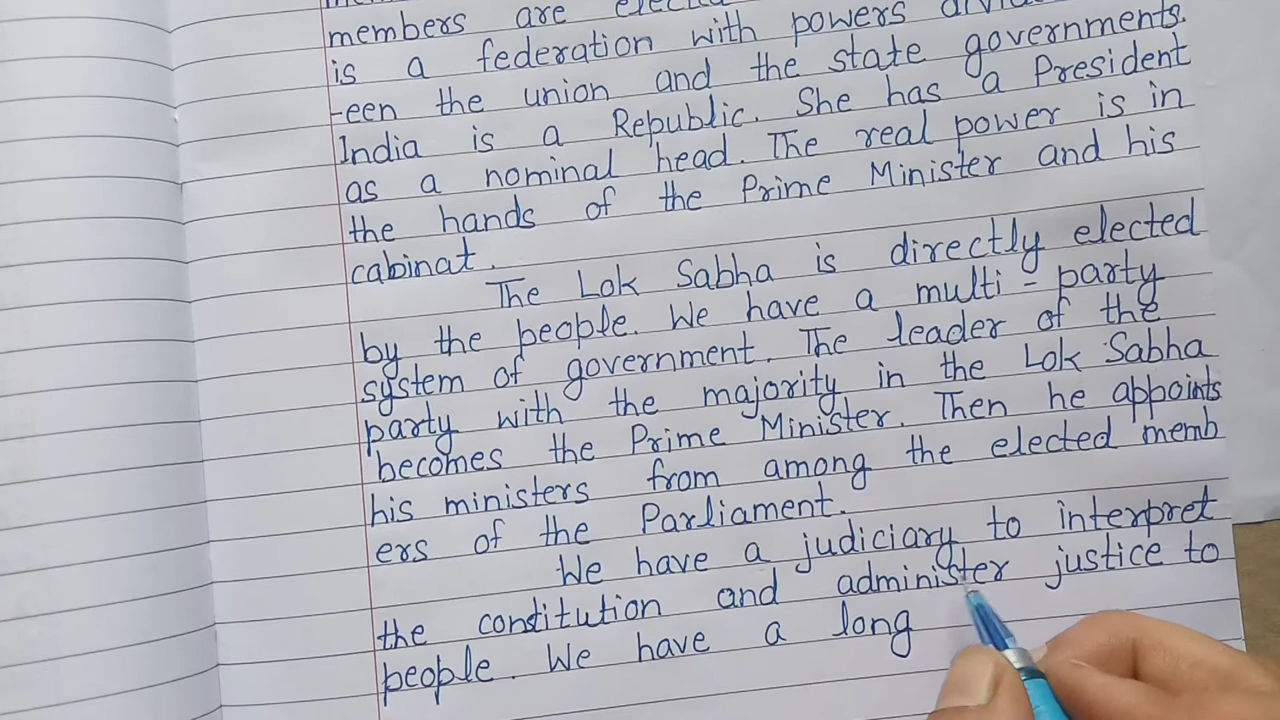 members are
is a federation with powers
-een the union and the state governments.
India is a Republic. She has a President
as a nominal head. The real power is in
the hands of the Prime Minister and his
cabinat.
The Lok Sabha is directly elected
by the people. We have a multi - party
system of government. The leader of the
party with the majority in the Lok Sabha
becomes the Prime Minister. Then he appoints
his ministers from among the elected memb
ers of the Parliament.
We have a judiciary to interpret
the constitution and administer justice to
people. We have a long